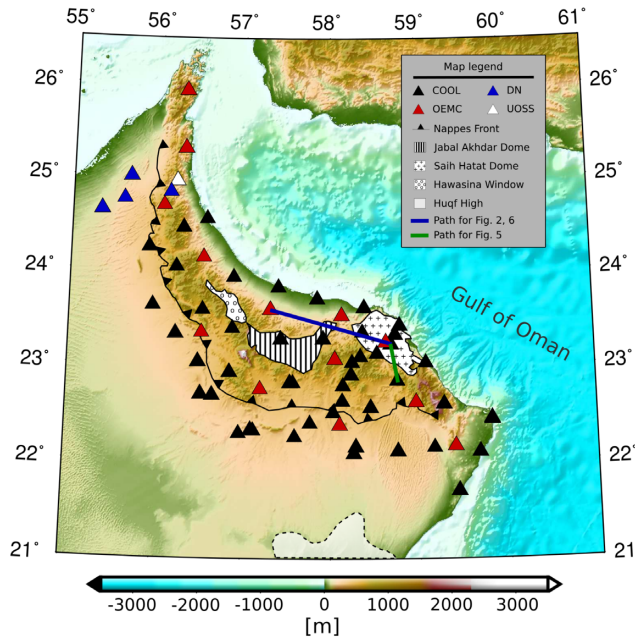 55° 56° 57° 58° 59° 60° 61°
26° 26°
25° 25°
24° 24°
23° 23°
22° 22°
21° 21°
Map legend
COOL DN
OEMC UOSS
Nappes Front
Jabal Akhdar Dome
Saih Hatat Dome
Hawasina Window
Huqf High
Path for Fig. 2, 6
Path for Fig. 5
Gulf of Oman
-3000 -2000 -1000 0 1000 2000 3000
[m]